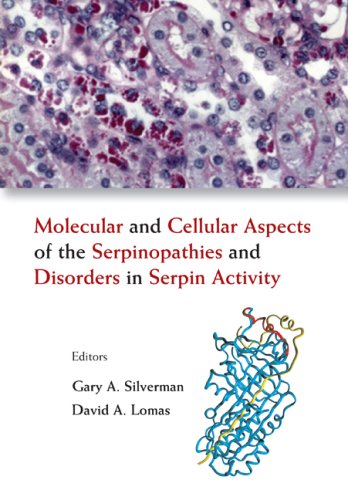 Molecular and Cellular Aspects
of the Serpinopathies and
Disorders in Serpin Activity
Editors
Gary A. Silverman
David A. Lomas